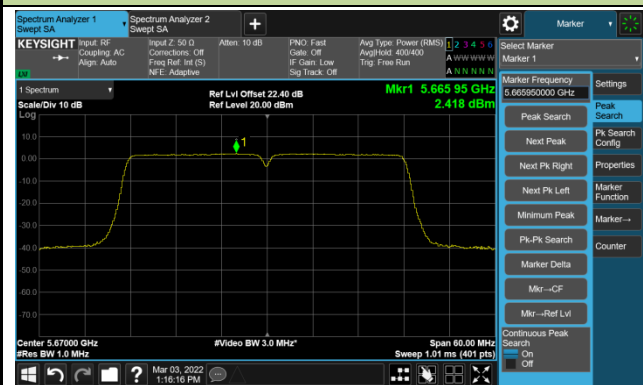 Spectrum Analyzer 1
Swept SA
Spectrum Analyzer 2
Swept SA
+
Marker
KEYSIGHT
Input: RF
Coupling: AC
Align: Auto
Input Z: 50 Ω
Corrections: Off
Freq Ref: Int (S)
NFE: Adaptive
Atten: 10 dB
PNO: Fast
Gate: Off
IF Gain: Low
Sig Track: Off
Avg Type: Power (RMS)
Avg|Hold: 400/400
Trig: Free Run
1 2 3 4 5 6
A W W W W W
A N N N N N
Select Marker
Marker 1
1 Spectrum
Scale/Div 10 dB
Log
Ref Lvl Offset 22.40 dB
Ref Level 20.00 dBm
Mkr1 5.665 95 GHz
2.418 dBm
Marker Frequency
5.665950000 GHz
Peak Search
Next Peak
Next Pk Right
Next Pk Left
Minimum Peak
Pk-Pk Search
Marker Delta
Mkr→CF
Mkr→Ref Lvl
Continuous Peak
Search
On
Off
Settings
Peak
Search
Pk Search
Config
Properties
Marker
Function
Marker→
Counter
1
10.0
0.00
-10.0
-20.0
-30.0
-40.0
-50.0
-60.0
-70.0
Center 5.67000 GHz
#Res BW 1.0 MHz
#Video BW 3.0 MHz*
Span 60.00 MHz
Sweep 1.01 ms (401 pts)
?
Mar 03, 2022
1:16:16 PM